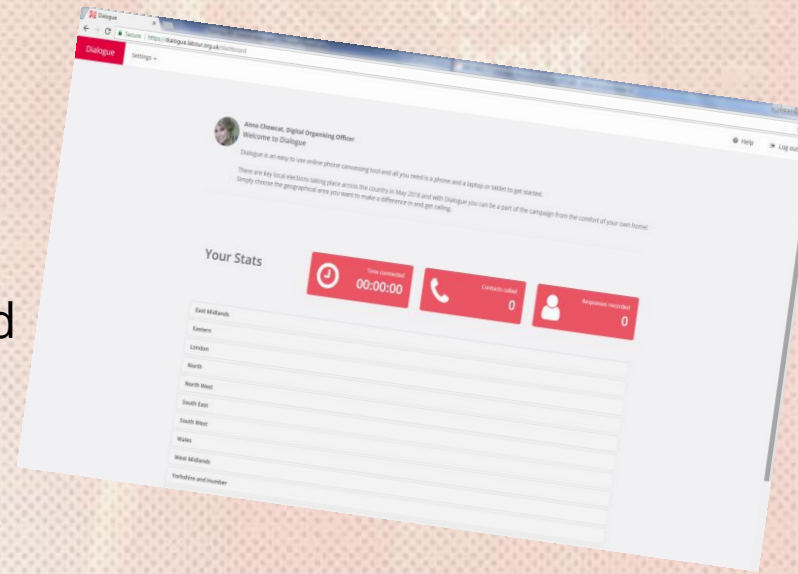 d
Dialogue
Secure | https://dialogue.labour.org.uk/dashboard
Dialogue
Settings
Help
Log out
Anna Chowcat, Digital Organising Officer
Welcome to Dialogue
Dialogue is an easy to use online phone canvassing tool and all you need is a phone and a laptop or tablet to get started.
There are key local elections taking place across the country in May 2018 and with Dialogue you can be a part of the campaign from the comfort of your own home!
Simply choose the geographical area you want to make a difference in and get calling.
Your Stats
Time connected
00:00:00
Contacts called
0
Responses recorded
0
East Midlands
Eastern
London
North
North West
South East
South West
Wales
West Midlands
Yorkshire and Humber